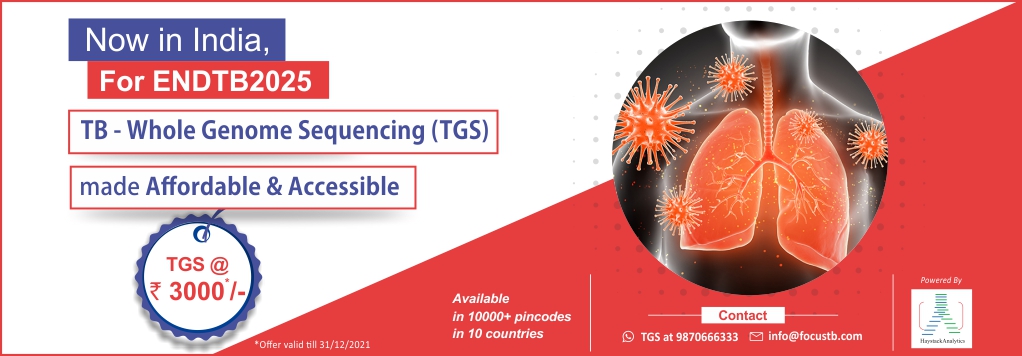 Now in India,
For ENDTB2025
TB - Whole Genome Sequencing (TGS)
made Affordable & Accessible
TGS @
₹ 3000*/-
*Offer valid till 31/12/2021
Available
in 10000+ pincodes
in 10 countries
Contact
TGS at 9870666333 info@focustb.com
Powered By
HaystackAnalytics